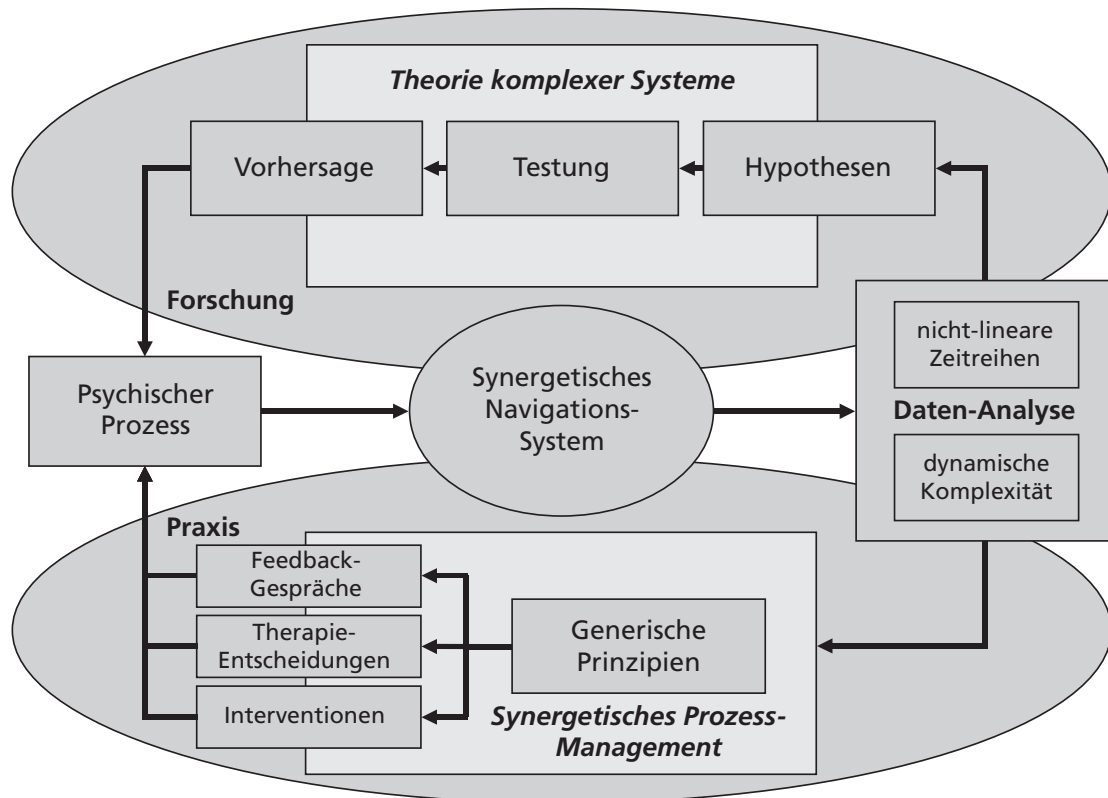 Theorie komplexer Systeme
Vorhersage
Testung
Hypothesen
Forschung
nicht-lineare
Zeitreihen
Daten-Analyse
dynamische
Komplexität
Psychischer
Prozess
Synergetisches
Navigations-
System
Praxis
Feedback-
Gespräche
Therapie-
Entscheidungen
Interventionen
Generische
Prinzipien
Synergetisches Prozess-
Management